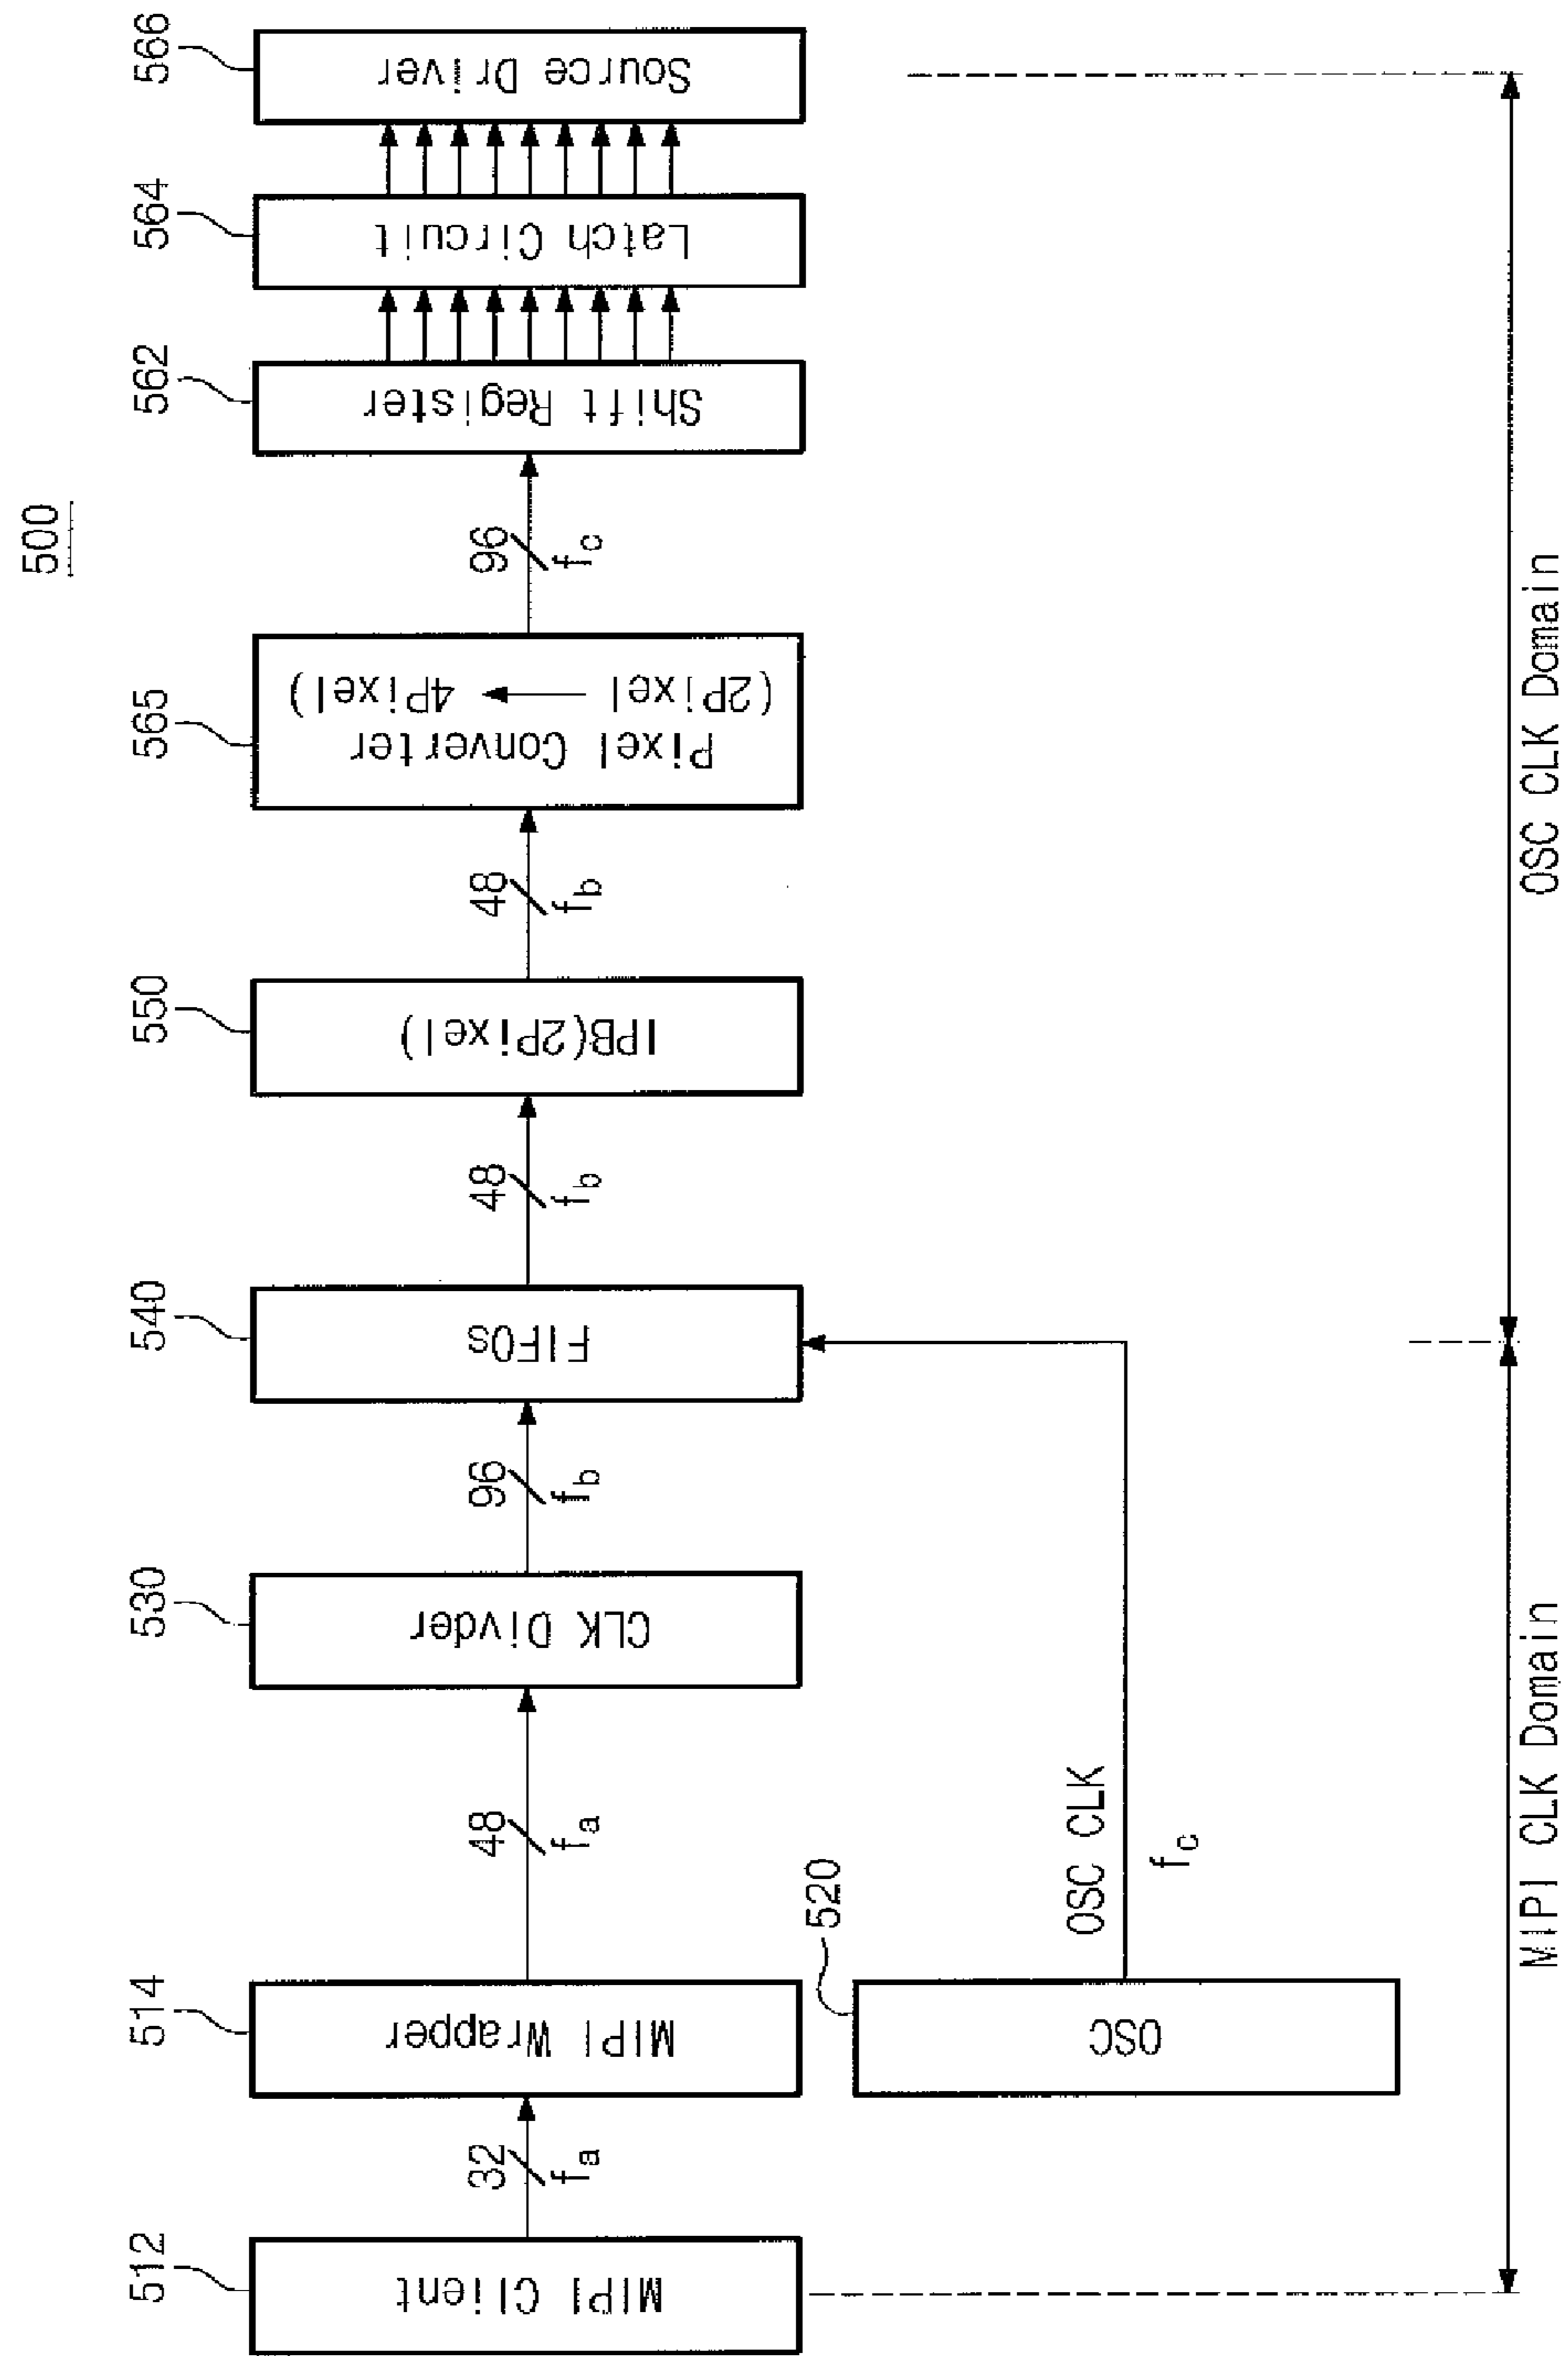 500
512
MIPI Client
32
fa
514
MIPI Wrapper
48
fa
530
CLK Divder
96
fb
540
FIFOs
48
fb
550
IPB(2Pixel)
48
fb
565
Pixel Converter
(2Pixel → 4Pixel)
96
fc
562
Shift Register
564
Latch Circuit
566
Source Driver
520
OSC
OSC CLK
fc
MIPI CLK Domain
OSC CLK Domain